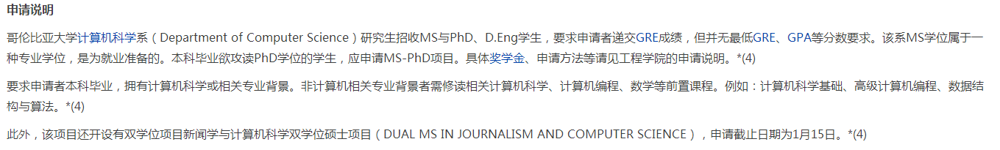 申请说明
哥伦比亚大学计算机科学系（Department of Computer Science）研究生招收MS与PhD、D.Eng学生，要求申请者递交GRE成绩，但并无最低GRE、GPA等分数要求。该系MS学位属于一
种专业学位，是为就业准备的。本科毕业欲攻读PhD学位的学生，应申请MS-PhD项目。具体奖学金、申请方法等请见工程学院的申请说明。*(4)
要求申请者本科毕业，拥有计算机科学或相关专业背景。非计算机相关专业背景者需修读相关计算机科学、计算机编程、数学等前置课程。例如：计算机科学基础、高级计算机编程、数据结
构与算法。*(4)
此外，该项目还开设有双学位项目新闻学与计算机科学双学位硕士项目（DUAL MS IN JOURNALISM AND COMPUTER SCIENCE），申请截止日期为1月15日。*(4)